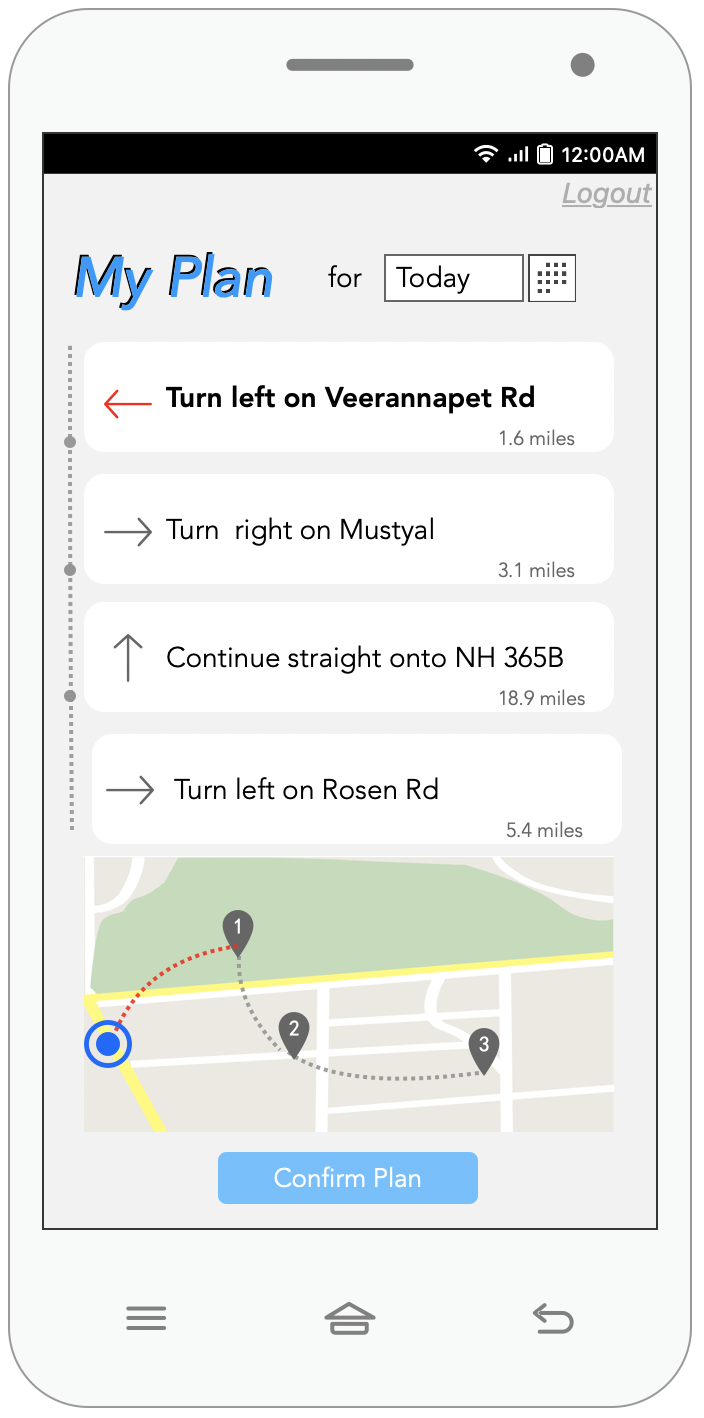 12:00AM
Logout
My Plan for Today
Turn left on Veerannapet Rd
1.6 miles
Turn  right on Mustyal
3.1 miles
Continue straight onto NH 365B
18.9 miles
Turn left on Rosen Rd
5.4 miles
1
2
3
Confirm Plan